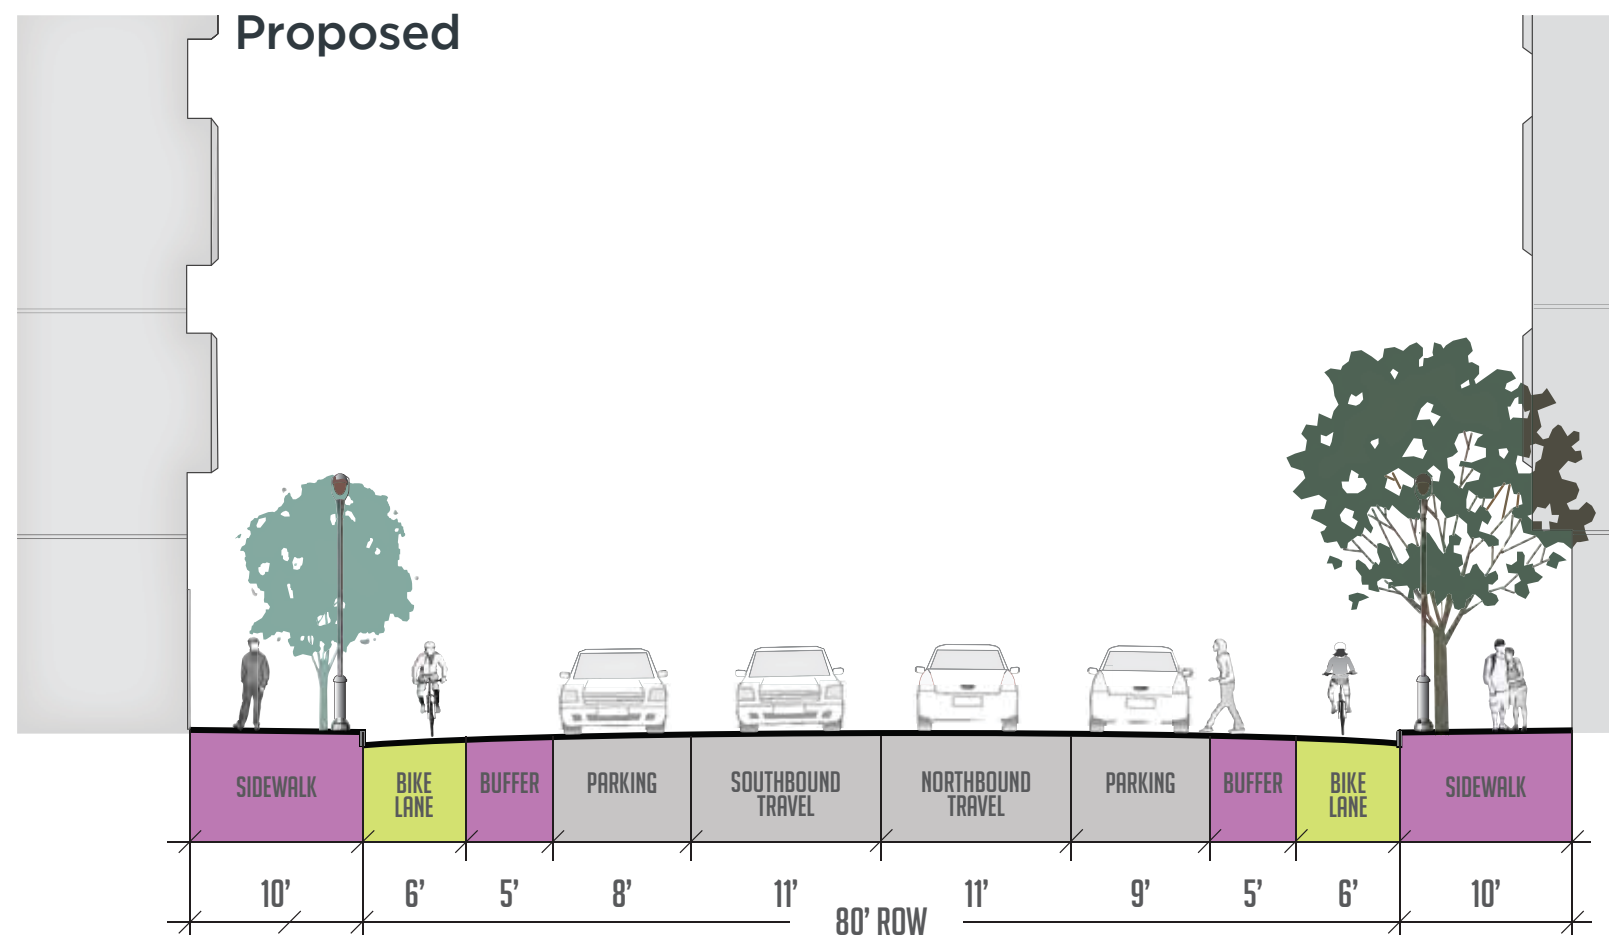 Proposed
SIDEWALK
BIKE
LANE
BUFFER
PARKING
SOUTHBOUND
TRAVEL
NORTHBOUND
TRAVEL
PARKING
BUFFER
BIKE
LANE
SIDEWALK
10' 6' 5' 8' 11' 11' 9' 5' 6' 10'
80' ROW